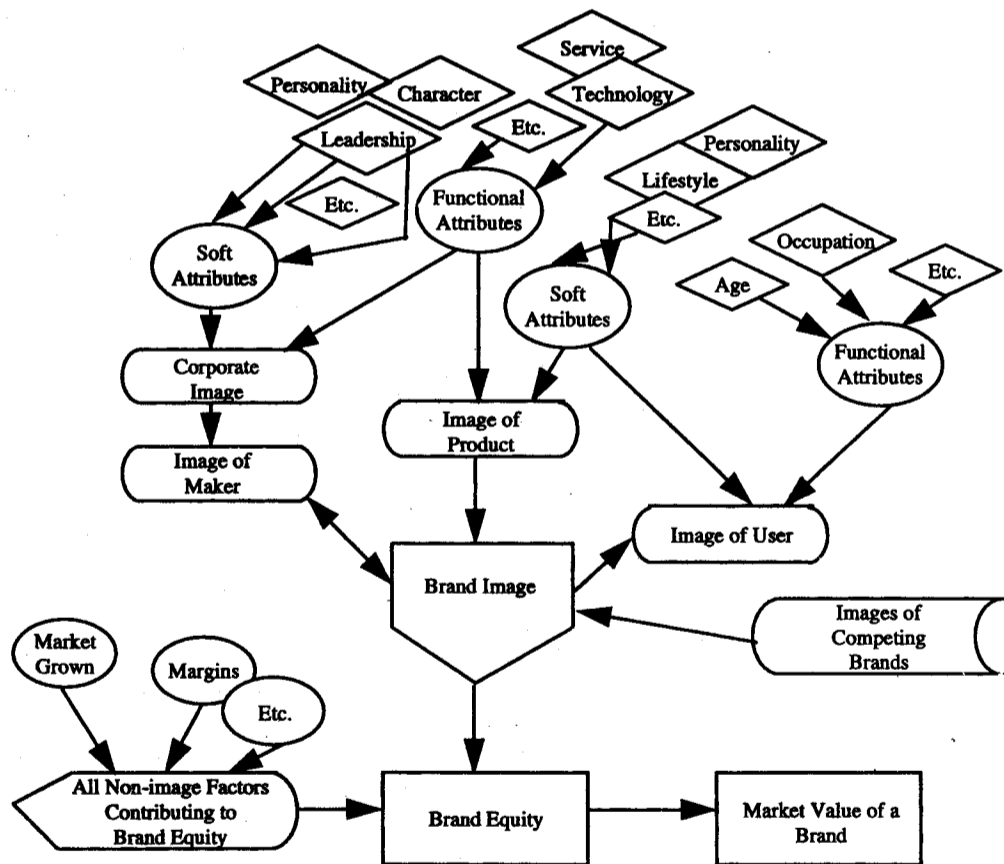 Service
Personality
Character
Technology
Leadership
Etc.
Personality
Lifestyle
Etc.
Functional
Attributes
Etc.
Occupation
Soft
Attributes
Age
Etc.
Soft
Attributes
Functional
Attributes
Corporate
Image
Image of
Product
Image of
Maker
Image of User
Brand Image
Images of
Competing
Brands
Market
Grown
Margins
Etc.
All Non-image Factors
Contributing to
Brand Equity
Brand Equity
Market Value of a
Brand